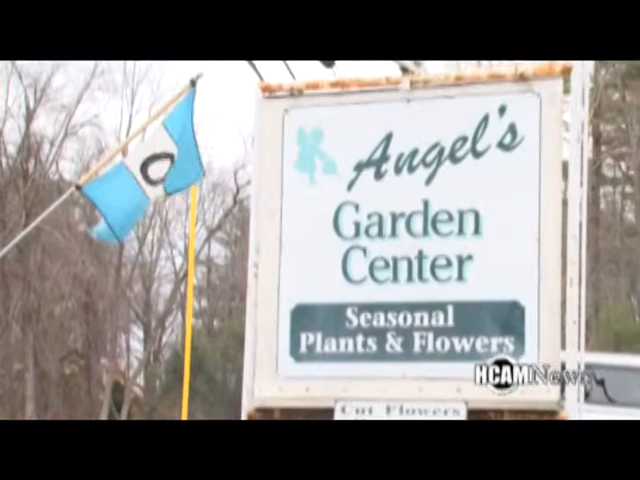 Angel's
Garden
Center
Seasonal
Plants & Flowers
HCAM News
Cut Flowers